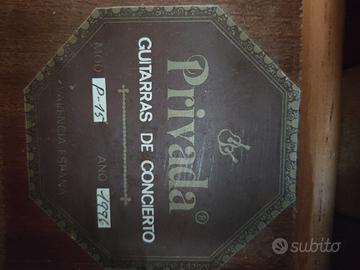 Privada
®
GUITARRAS DE CONCIERTO
MOD. P-15 AÑO 1996
VALENCIA ESPAÑA
subito